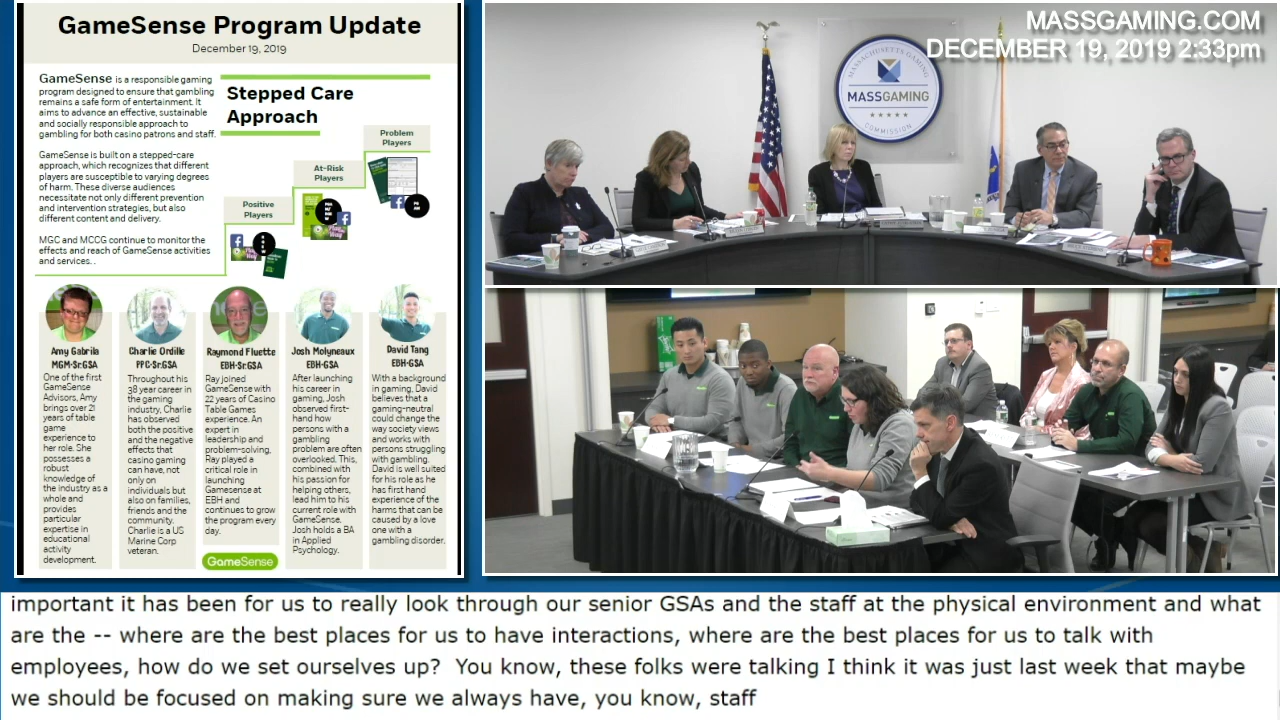 GameSense Program Update
December 19, 2019
GameSense is a responsible gaming
program designed to ensure that gambling
remains a safe form of entertainment. It
aims to advance an effective, sustainable
and socially responsible approach to
gambling for both casino patrons and staff.
GameSense is built on a stepped-care
approach, which recognizes that different
players are susceptible to varying degrees
of harm. These diverse audiences
necessitate not only different prevention
and intervention strategies, but also
different content and delivery.
MGC and MCCG continue to monitor the
effects and reach of GameSense activities
and services. .
Stepped Care
Approach
Problem
Players
At-Risk
Players
Positive
Players
Amy Gabrila
MGM-Sr.GSA
One of the first
GameSense
Advisors, Amy
brings over 21
years of table
game
experience to
her role. She
possesses a
robust
knowledge of
the industry as a
whole and
provides
particular
expertise in
educational
activity
development.
Charlie Ordille
PPC-Sr.GSA
Throughout his
38 year career in
the gaming
industry, Charlie
has observed
both the positive
and the negative
effects that
casino gaming
can have, not
only on
individuals but
also on families,
friends and the
community.
Charlie is a US
Marine Corp
veteran.
Raymond Fluette
EBH-Sr.GSA
Ray joined
GameSense with
22 years of Casino
Table Games
experience. An
expert in
leadership and
problem-solving,
Ray played a
critical role in
launching
Gamesense at
EBH and
continues to grow
the program every
day.
GameSense
Josh Molyneaux
EBH-GSA
After launching
his career in
gaming, Josh
observed first-
hand how
persons with a
gambling
problem are often
overlooked. This,
combined with
his passion for
helping others,
lead him to his
current role with
GameSense.
Josh holds a BA
in Applied
Psychology.
David Tang
EBH-GSA
With a background
in gaming, David
believes that a
gaming-neutral
could change the
way society views
and works with
persons struggling
with gambling.
David is well suited
for his role as he
has first hand
experience of the
harms that can be
caused by a love
one with a
gambling disorder.
MASSGAMING.COM
DECEMBER 19, 2019 2:33pm
MASSACHUSETTS GAMING
MASSGAMING
COMMISSION
important it has been for us to really look through our senior GSAs and the staff at the physical environment and what
are the -- where are the best places for us to have interactions, where are the best places for us to talk with
employees, how do we set ourselves up?  You know, these folks were talking I think it was just last week that maybe
we should be focused on making sure we always have, you know, staff